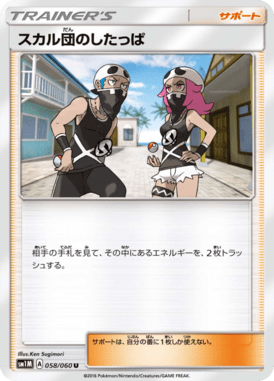 TRAINER'S
サポート
スカル団のしたっぱ
だん
相手の手札を見て、その中にあるエネルギーを、2枚トラッ
シュする。
Illus.Ken Sugimori
SM1M A 058/060 U
サポートは、自分の番に1枚しか使えない。
©2016 Pokémon/Nintendo/Creatures/GAME FREAK.